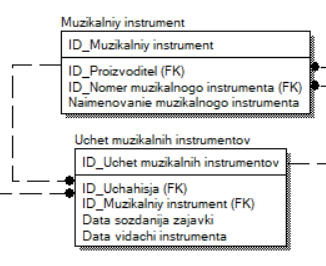 Muzikalniy instrument
ID_Muzikalniy instrument
ID_Proizvoditel (FK)
ID_Nomer muzikalnogo instrumenta (FK)
Naimenovanie muzikalnogo instrumenta
Uchet muzikalnih instrumentov
ID_Uchet muzikalnih instrumentov
ID_Uchahisja (FK)
ID_Muzikalniy instrument (FK)
Data sozdanija zajavki
Data vidachi instrumenta